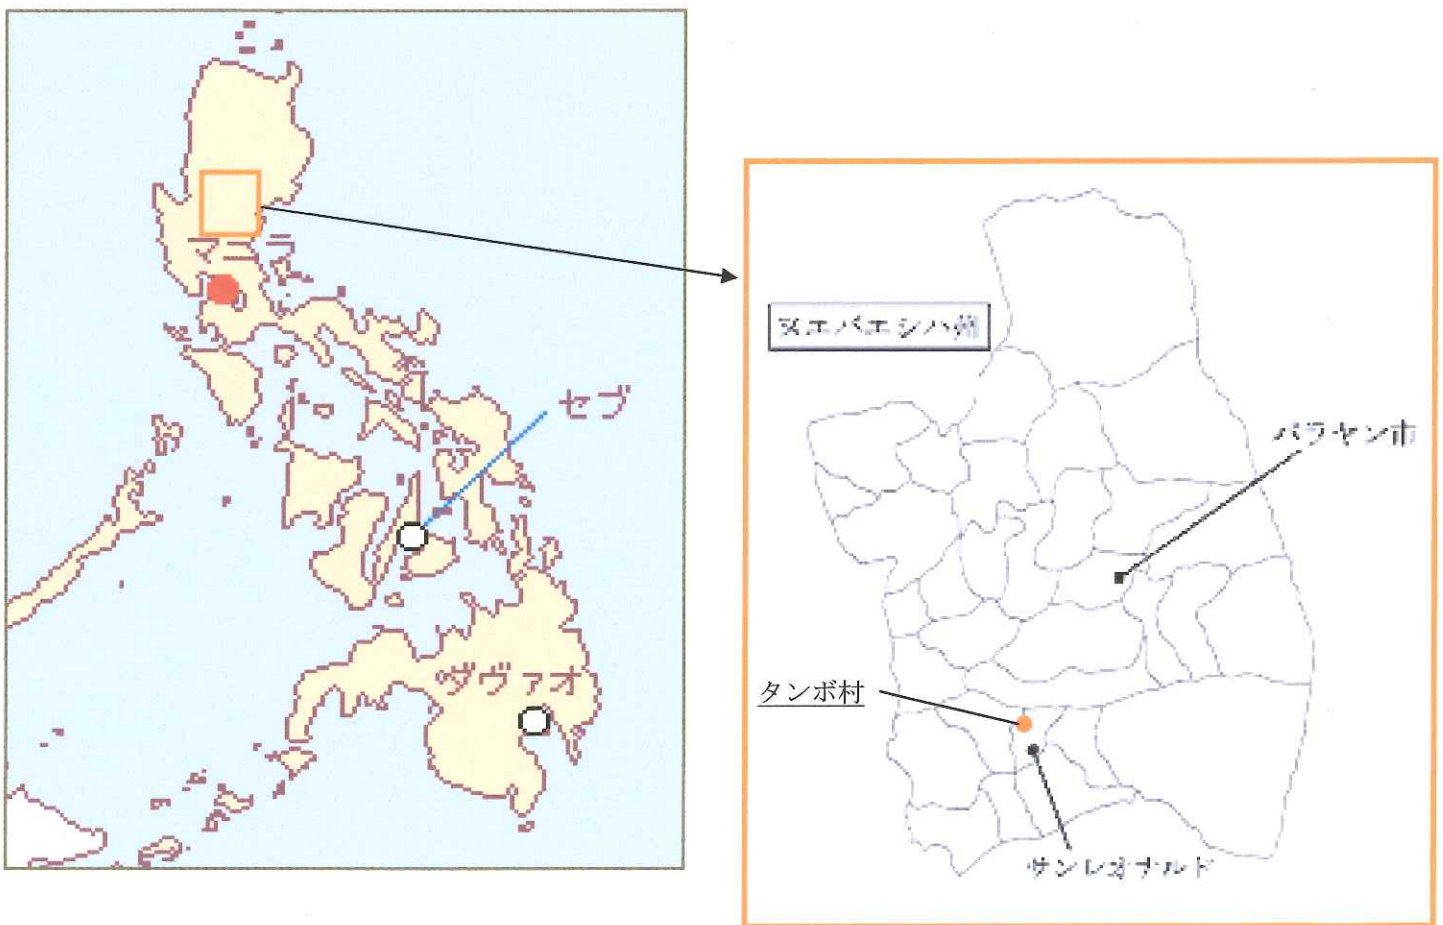 マニラ
セブ
ダヴァオ
ヌエバエシハ州
パラヤン市
タンボ村
サンレオナルド